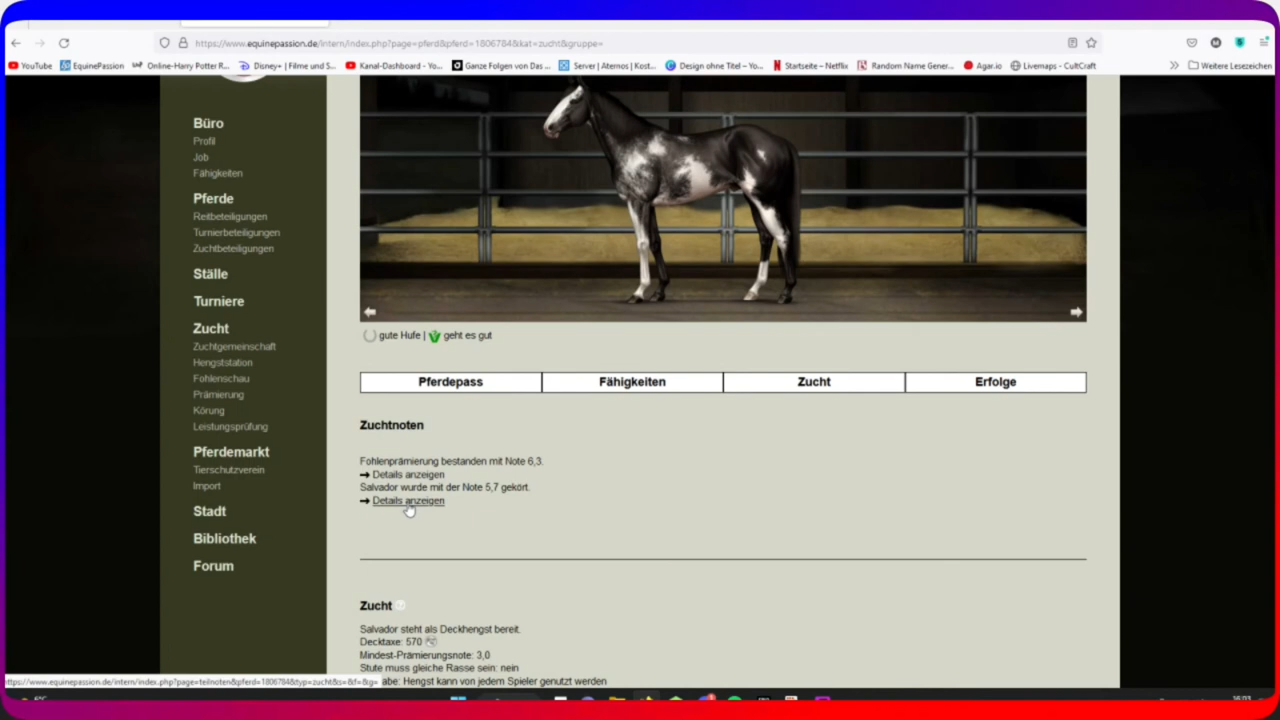 https://www.equinepassion.de/intern/index.php?page=pferd&pferd=1806784&kat=zucht&gruppe=
YouTube EquinePassion Online-Harry Potter R... Disney+ | Filme und S... Kanal-Dashboard - Yo... Ganze Folgen von Das ... Server | Aternos | Kost... Design ohne Titel – Yo... Startseite – Netflix Random Name Gener... Agar.io Livemaps - CultCraft Weitere Lesezeichen
Büro
Profil
Job
Fähigkeiten
Pferde
Reitbeteiligungen
Turnierbeteiligungen
Zuchtbeteiligungen
Ställe
Turniere
Zucht
Zuchtgemeinschaft
Hengststation
Fohlenschau
Prämierung
Körung
Leistungsprüfung
Pferdemarkt
Tierschutzverein
Import
Stadt
Bibliothek
Forum
gute Hufe | geht es gut
Pferdepass Fähigkeiten Zucht Erfolge
Zuchtnoten
Fohlenprämierung bestanden mit Note 6,3.
➞ Details anzeigen
Salvador wurde mit der Note 5,7 gekört.
➞ Details anzeigen
Zucht
Salvador steht als Deckhengst bereit.
Decktaxe: 570
Mindest-Prämierungsnote: 3,0
Stute muss gleiche Rasse sein: nein
abe: Hengst kann von jedem Spieler genutzt werden
ttps://www.equinepassion.de/intern/index.php?page=teilnoten&pferd=1806784&typ=zucht&s=&f=&g=